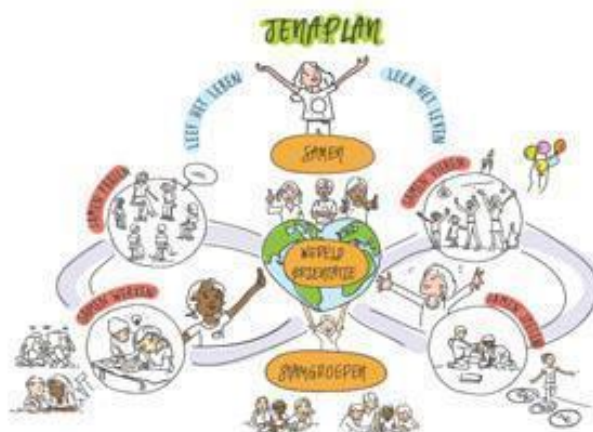 JENAPLAN
LEEF HET LEVEN
LEER HET LEVEN
SAMEN
SAMEN PRATEN
SAMEN VIEREN
WERELD
ORIËNTATIE
SAMEN WERKEN
SAMEN SPELEN
STAMGROEPEN